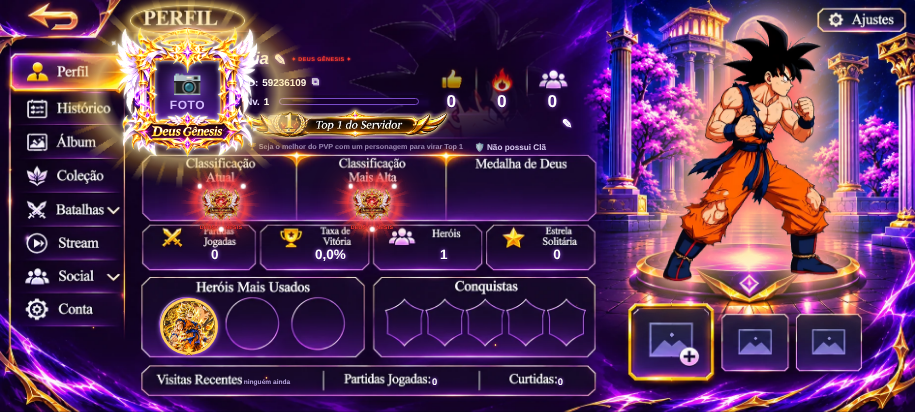 PERFIL
Ajustes
✦ DEUS GÊNESIS ✦
ID: 59236109
Nv. 1
FOTO
Deus Gênesis
0
0
0
1
Top 1 do Servidor
Seja o melhor do PVP com um personagem para virar Top 1
Não possui Clã
Perfil
Histórico
Álbum
Coleção
Batalhas
Stream
Social
Conta
Classificação
Atual
Classificação
Mais Alta
Medalha de Deus
Partidas
Jogadas
0
Taxa de
Vitória
0,0%
Heróis
1
Estrela
Solitária
0
Heróis Mais Usados
Conquistas
Visitas Recentes ninguém ainda
Partidas Jogadas: 0
Curtidas: 0